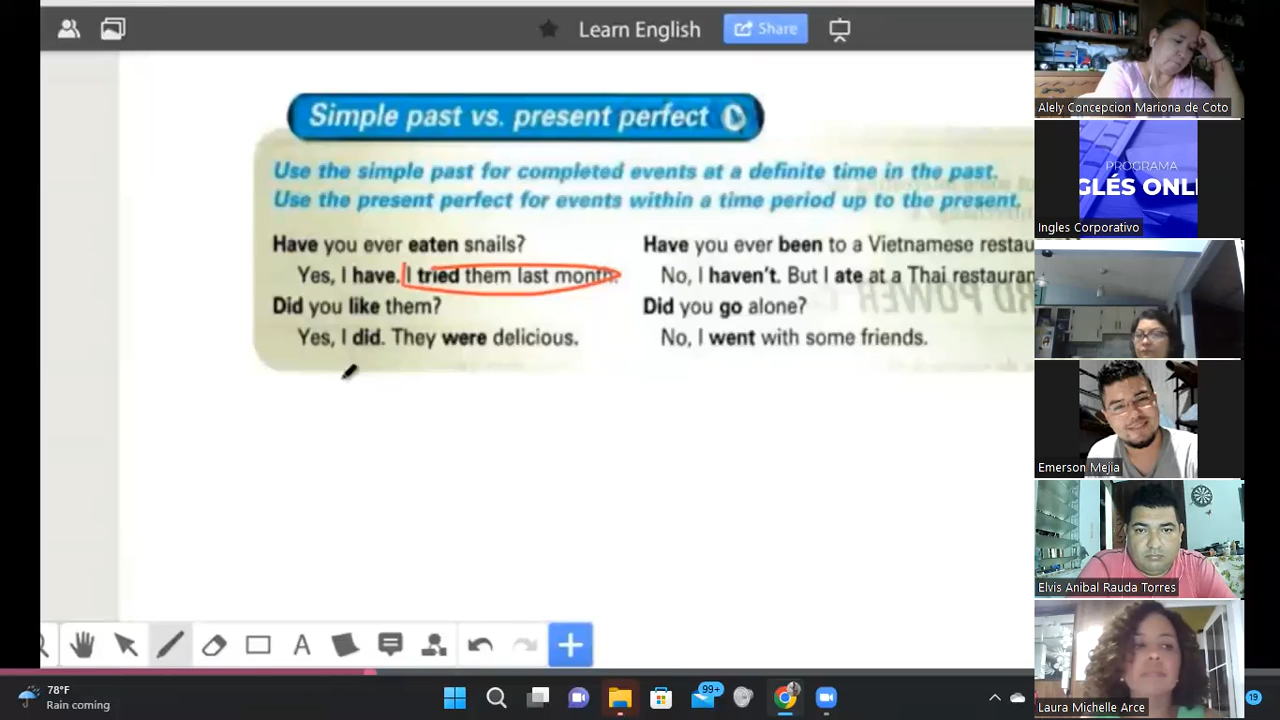 Learn English
Share
Simple past vs. present perfect
Use the simple past for completed events at a definite time in the past.
Use the present perfect for events within a time period up to the present.
Have you ever eaten snails?
Yes, I have. I tried them last month.
Did you like them?
Yes, I did. They were delicious.
Have you ever been to a Vietnamese restau
No, I haven't. But I ate at a Thai restauran
Did you go alone?
No, I went with some friends.
Alely Concepcion Mariona de Coto
PROGRAMA
GLÉS ONLI
Ingles Corporativo
Emerson Mejia
Elvis Anibal Rauda Torres
Laura Michelle Arce
A
78°F
Rain coming
99+
19